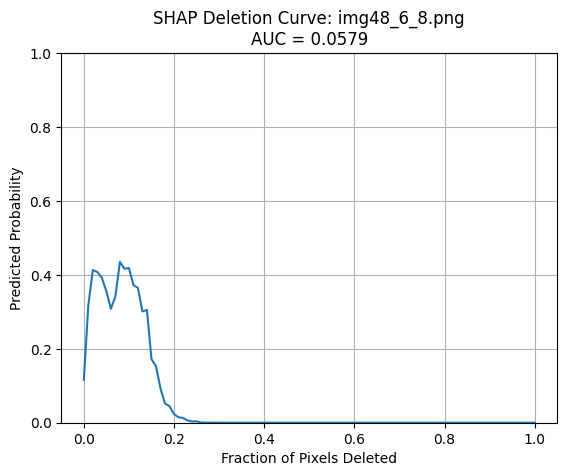 SHAP Deletion Curve: img48_6_8.png
AUC = 0.0579
1.0
0.8
0.6
0.4
0.2
0.0
Predicted Probability
0.0 0.2 0.4 0.6 0.8 1.0
Fraction of Pixels Deleted